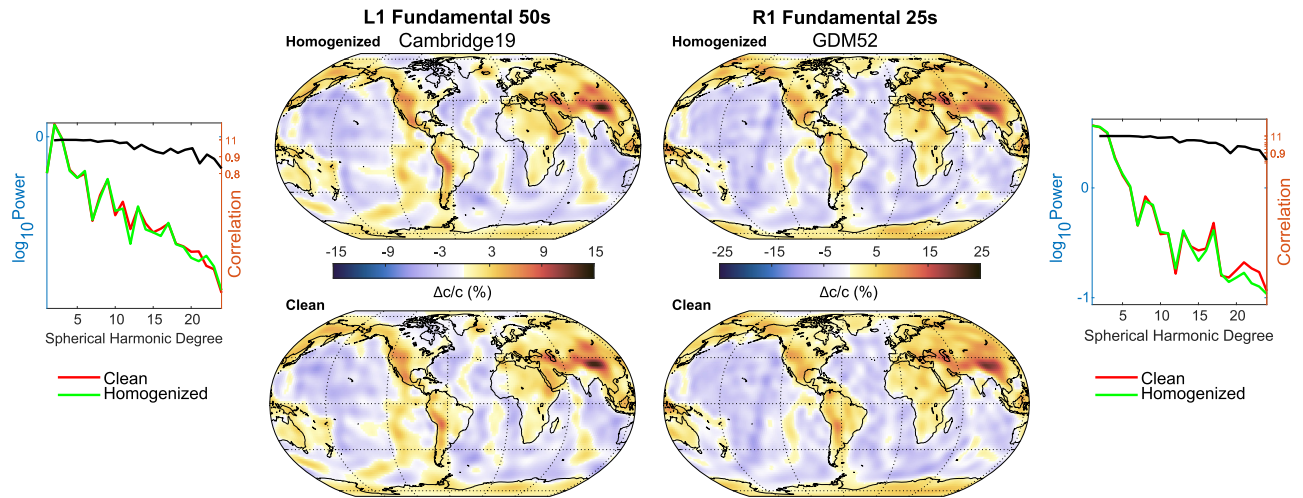 L1 Fundamental 50s
R1 Fundamental 25s
Homogenized
Cambridge19
Homogenized
GDM52
0
11
0.9
0.8
log10Power
Correlation
5
10
15
20
Spherical Harmonic Degree
Clean
Homogenized
-15
-9
-3
3
9
15
Δc/c (%)
-25
-15
-5
5
15
25
Δc/c (%)
Clean
Clean
11
0.9
0
-1
log10Power
Correlation
5
10
15
20
Spherical Harmonic Degree
Clean
Homogenized